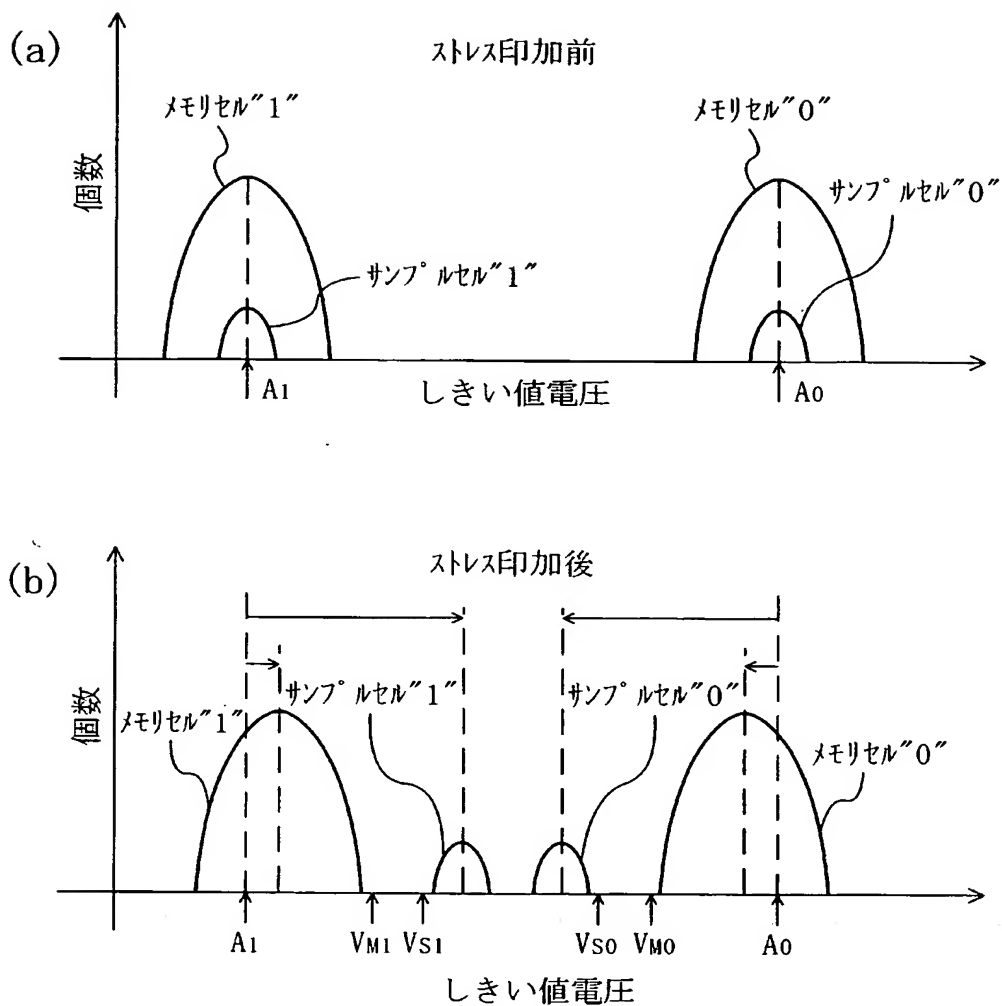 (a)
ストレス印加前
メモリセル"1"
メモリセル"0"
サンプルセル"0"
個数
サンプルセル"1"
A1
しきい値電圧
A0
(b)
ストレス印加後
サンプルセル"1"
サンプルセル"0"
メモリセル"1"
メモリセル"0"
個数
A1
VM1
VS1
VS0
VM0
A0
しきい値電圧